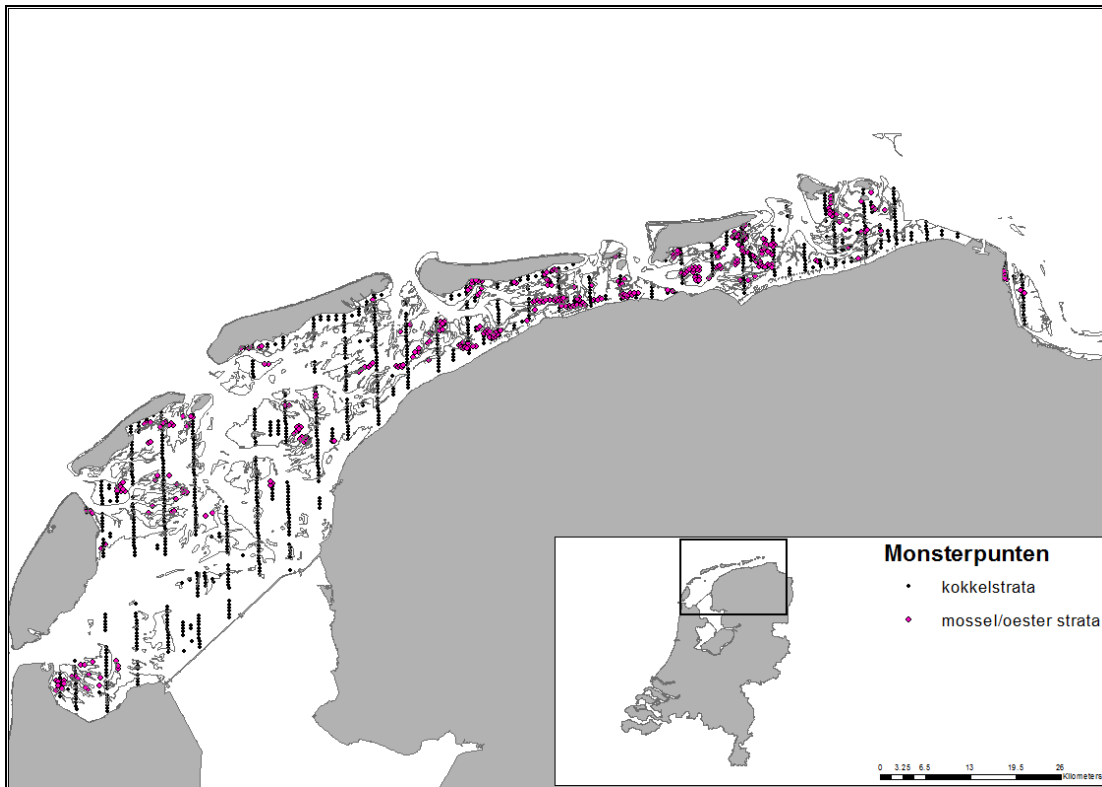 Monsterpunten
kokkelstrata
mossel/oester strata
0 3.25 6.5 13 19.5 26
Kilometers